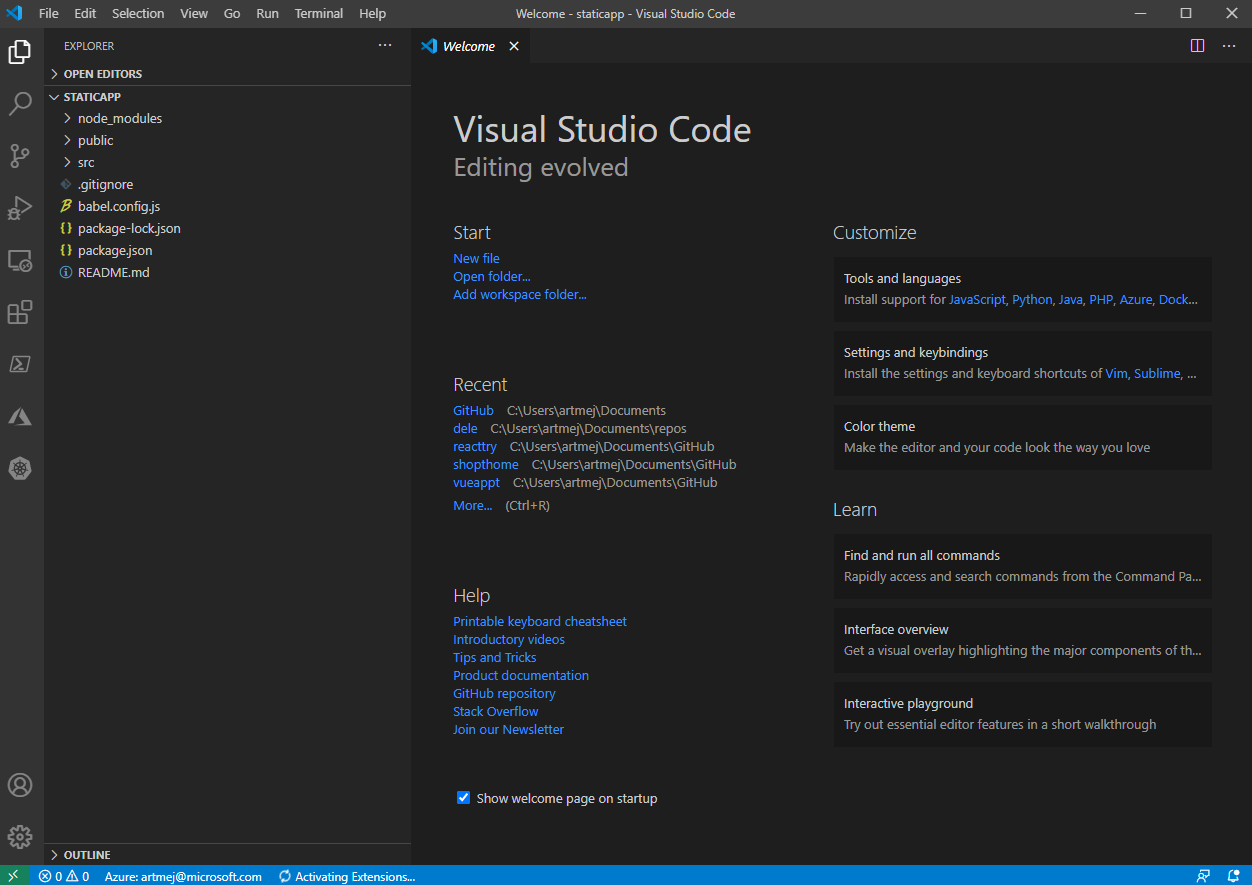 File Edit Selection View Go Run Terminal Help
Welcome - staticapp - Visual Studio Code
EXPLORER
OPEN EDITORS
STATICAPP
node_modules
public
src
.gitignore
babel.config.js
package-lock.json
package.json
README.md
OUTLINE
Welcome
Visual Studio Code
Editing evolved
Start
New file
Open folder...
Add workspace folder...
Recent
GitHub C:\Users\artmej\Documents
dele C:\Users\artmej\Documents\repos
reacttry C:\Users\artmej\Documents\GitHub
shopthome C:\Users\artmej\Documents\GitHub
vueappt C:\Users\artmej\Documents\GitHub
More... (Ctrl+R)
Help
Printable keyboard cheatsheet
Introductory videos
Tips and Tricks
Product documentation
GitHub repository
Stack Overflow
Join our Newsletter
Show welcome page on startup
Customize
Tools and languages
Install support for JavaScript, Python, Java, PHP, Azure, Dock...
Settings and keybindings
Install the settings and keyboard shortcuts of Vim, Sublime, ...
Color theme
Make the editor and your code look the way you love
Learn
Find and run all commands
Rapidly access and search commands from the Command Pa...
Interface overview
Get a visual overlay highlighting the major components of th...
Interactive playground
Try out essential editor features in a short walkthrough
0 0 Azure: artmej@microsoft.com Activating Extensions...